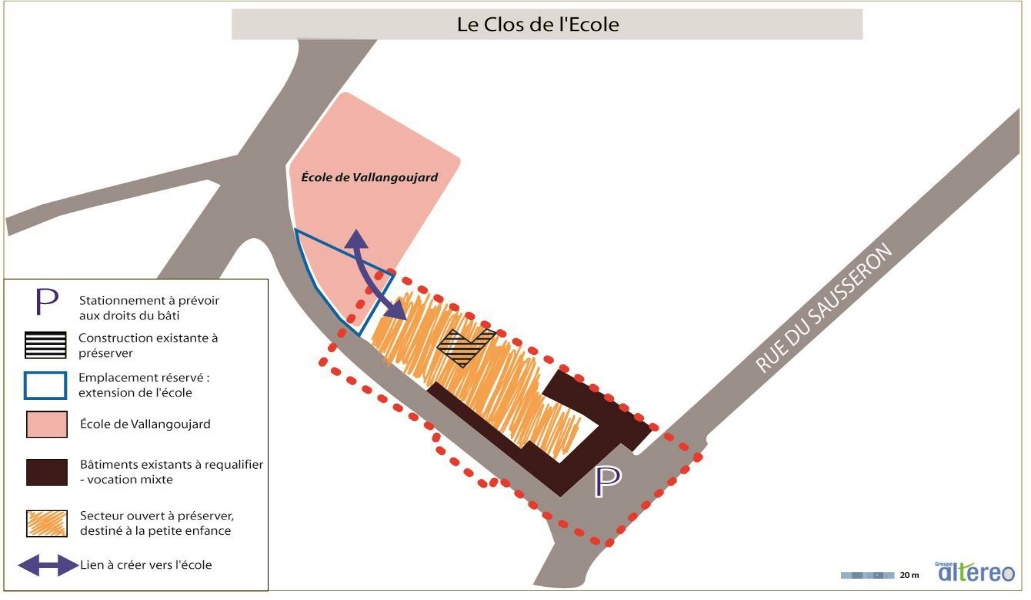 Le Clos de l'Ecole
École de Vallangoujard
RUE DU SAUSSERON
P
P
Stationnement à prévoir
aux droits du bâti
Construction existante à
préserver
Emplacement réservé :
extension de l'école
École de Vallangoujard
Bâtiments existants à requalifier
- vocation mixte
Secteur ouvert à préserver,
destiné à la petite enfance
Lien à créer vers l'école
20 m
Groupe
altereo